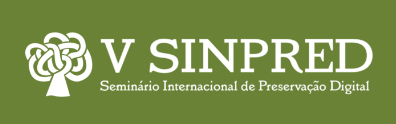 V SINPRED
Seminário Internacional de Preservação Digital